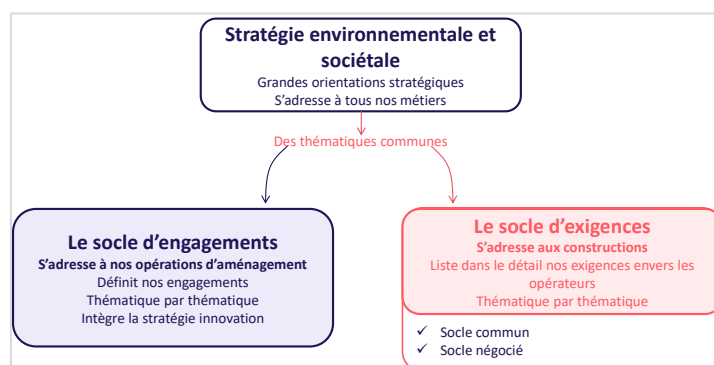 Stratégie environnementale et
sociétale
Grandes orientations stratégiques
S'adresse à tous nos métiers
Des thématiques communes
Le socle d'engagements
S'adresse à nos opérations d'aménagement
Définit nos engagements
Thématique par thématique
Intègre la stratégie innovation
Le socle d'exigences
S'adresse aux constructions
Liste dans le détail nos exigences envers les
opérateurs
Thématique par thématique
✓ Socle commun
✓ Socle négocié